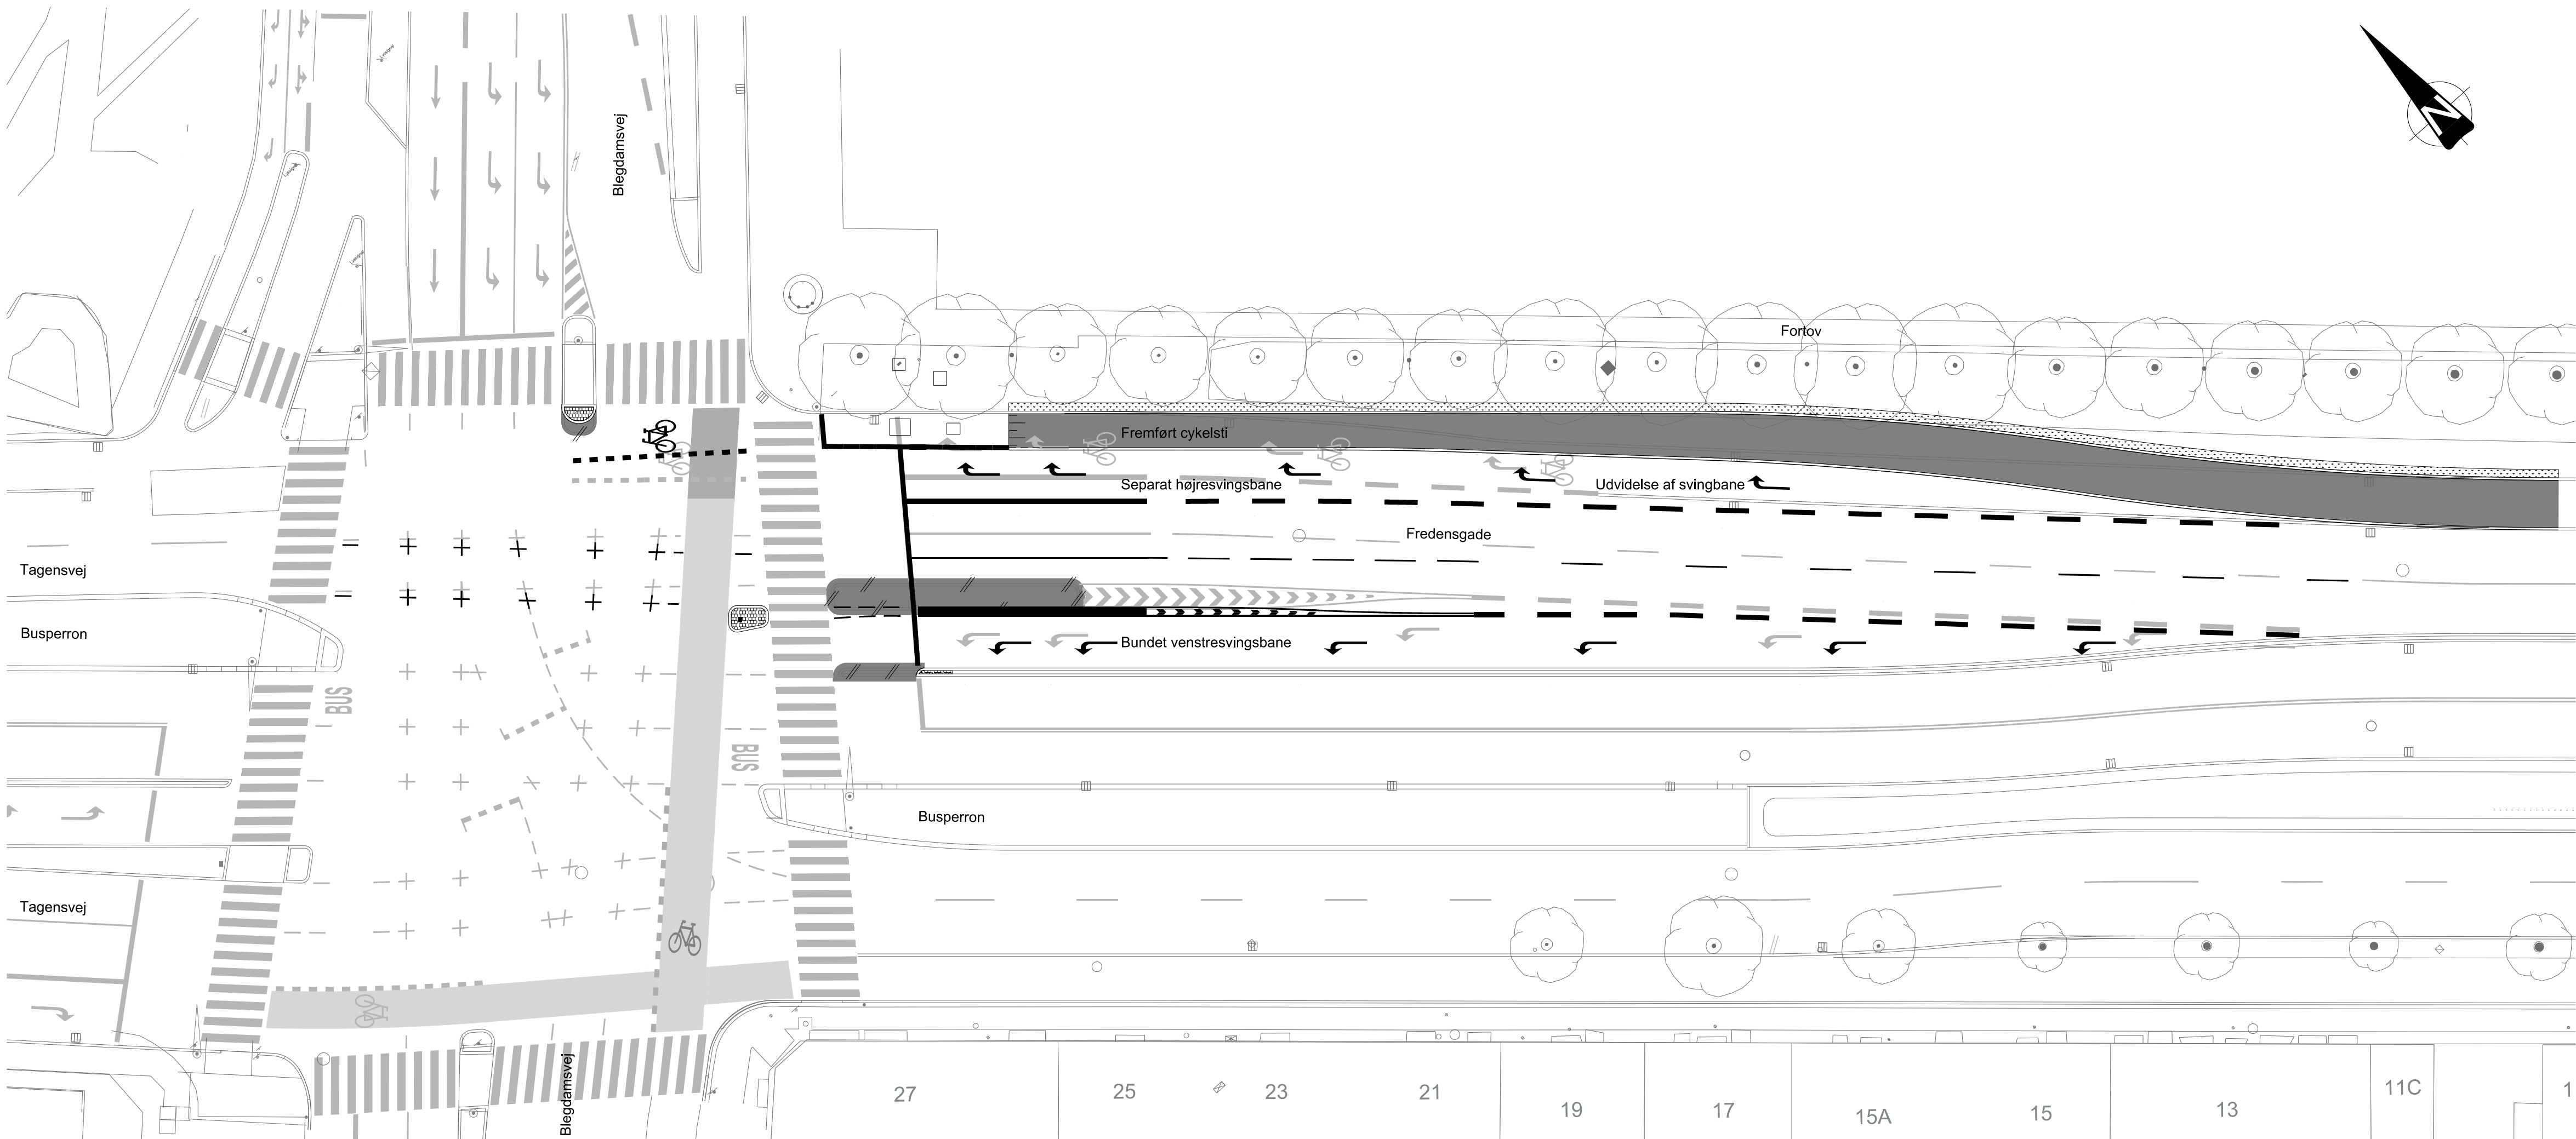 Blegdamsvej
N
Fortov
Fremført cykelsti
Separat højresvingsbane
Udvidelse af svingbane
Fredensgade
Tagensvej
Busperron
Bundet venstresvingsbane
BUS
BUS
Busperron
Tagensvej
Blegdamsvej
27
25
23
21
19
17
15A
15
13
11C
1